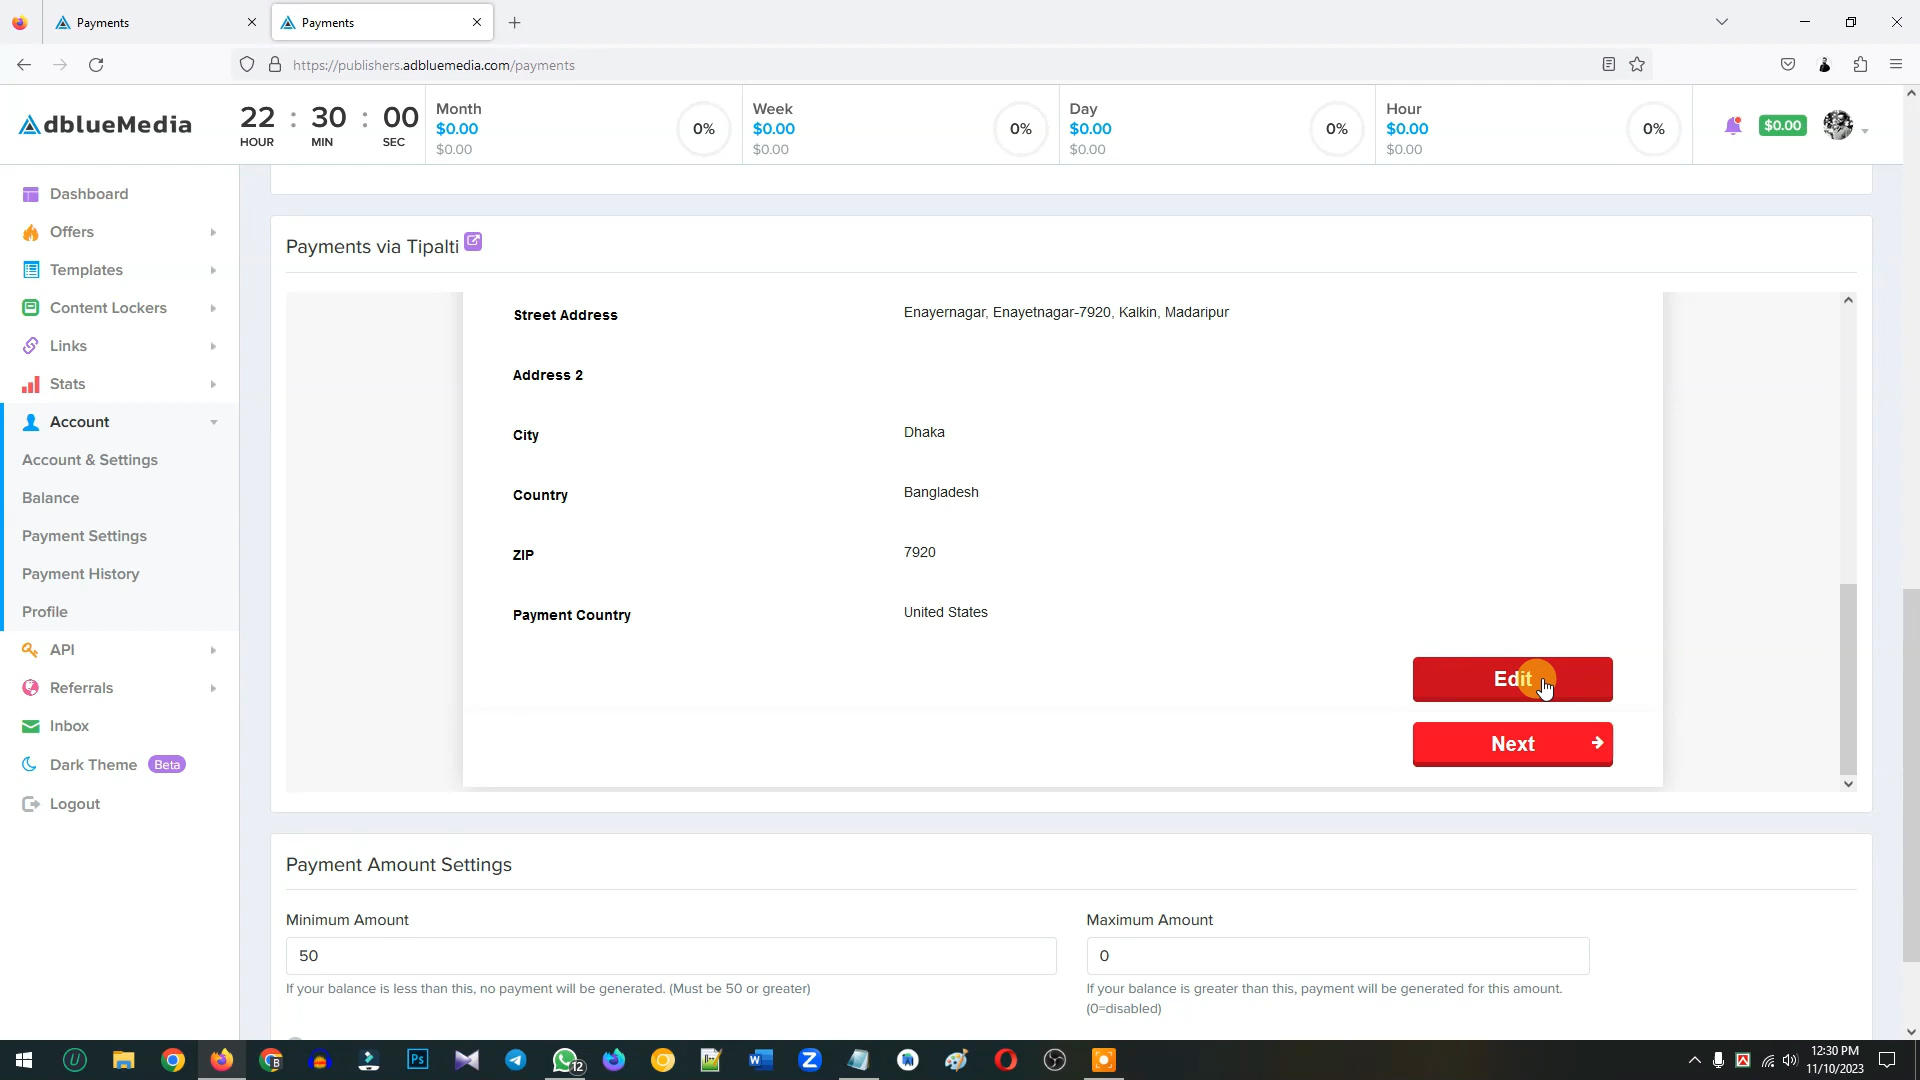 Payments
Payments
https://publishers.adbluemedia.com/payments
dblueMedia
22 : 30 : 00
HOUR MIN SEC
Month
$0.00
$0.00
0%
Week
$0.00
$0.00
0%
Day
$0.00
$0.00
0%
Hour
$0.00
$0.00
0%
$0.00
Dashboard
Offers
Templates
Content Lockers
Links
Stats
Account
Account & Settings
Balance
Payment Settings
Payment History
Profile
API
Referrals
Inbox
Dark Theme Beta
Logout
Payments via Tipalti
Street Address Enayernagar, Enayetnagar-7920, Kalkin, Madaripur
Address 2
City Dhaka
Country Bangladesh
ZIP 7920
Payment Country United States
Edit
Next
Payment Amount Settings
Minimum Amount
50
If your balance is less than this, no payment will be generated. (Must be 50 or greater)
Maximum Amount
0
If your balance is greater than this, payment will be generated for this amount.
(0=disabled)
12
12:30 PM
11/10/2023